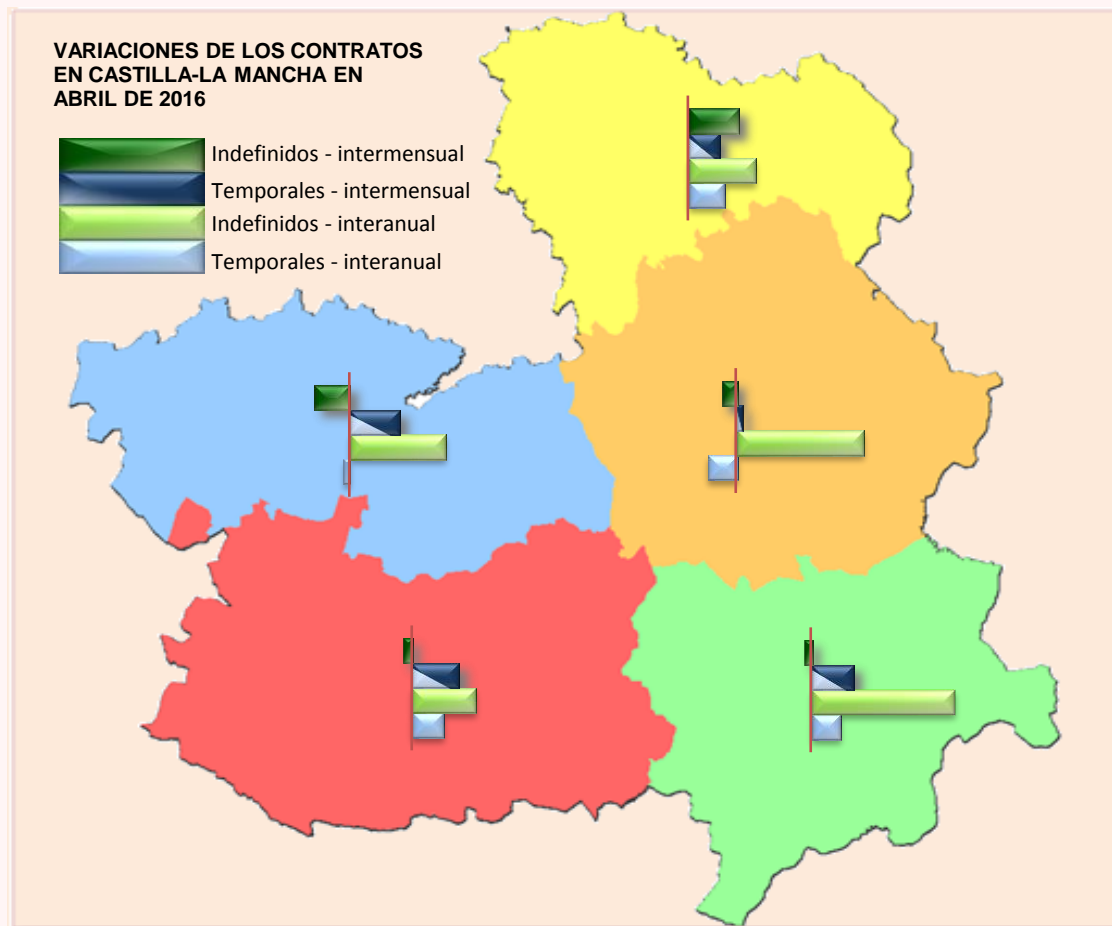 VARIACIONES DE LOS CONTRATOS
EN CASTILLA-LA MANCHA EN
ABRIL DE 2016
Indefinidos - intermensual
Temporales - intermensual
Indefinidos - interanual
Temporales - interanual